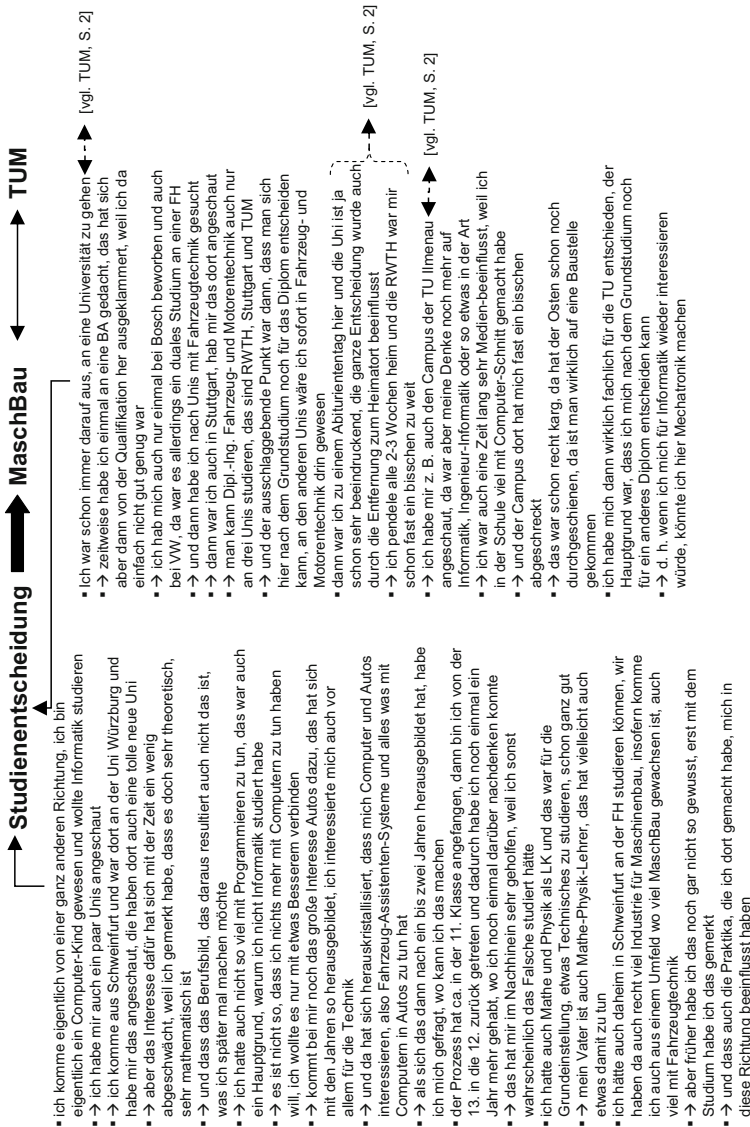 Studienentscheidung MaschBau TUM
▪ ich komme eigentlich von einer ganz anderen Richtung, ich bin
eigentlich ein Computer-Kind gewesen und wollte Informatik studieren
▪ → ich habe mir auch ein paar Unis angeschaut
▪ → ich komme aus Schweinfurt und war dort an der Uni Würzburg und
habe mir das angeschaut, die haben dort auch eine tolle neue Uni
▪ → aber das Interesse dafür hat sich mit der Zeit ein wenig
abgeschwächt, weil ich gemerkt habe, dass es doch sehr theoretisch,
sehr mathematisch ist
▪ → und dass das Berufsbild, das daraus resultiert auch nicht das ist,
was ich später mal machen möchte
▪ → ich hatte auch nicht so viel mit Programmieren zu tun, das war auch
ein Hauptgrund, warum ich nicht Informatik studiert habe
▪ → es ist nicht so, dass ich nichts mehr mit Computern zu tun haben
will, ich wollte es nur mit etwas Besserem verbinden
▪ → kommt bei mir noch das große Interesse Autos dazu, das hat sich
mit den Jahren so herausgebildet, ich interessierte mich auch vor
allem für die Technik
▪ → und da hat sich herauskristallisiert, dass mich Computer und Autos
interessieren, also Fahrzeug-Assistenten-Systeme und alles was mit
Computern in Autos zu tun hat
▪ → als sich das dann nach ein bis zwei Jahren herausgebildet hat, habe
ich mich gefragt, wo kann ich das machen
▪ der Prozess hat ca. in der 11. Klasse angefangen, dann bin ich von der
13. in die 12. zurück getreten und dadurch habe ich noch einmal ein
Jahr mehr gehabt, wo ich noch einmal darüber nachdenken konnte
▪ → das hat mir im Nachhinein sehr geholfen, weil ich sonst
wahrscheinlich das Falsche studiert hätte
▪ ich hatte auch Mathe und Physik als LK und das war für die
Grundeinstellung, etwas Technisches zu studieren, schon ganz gut
▪ → mein Vater ist auch Mathe-Physik-Lehrer, das hat vielleicht auch
etwas damit zu tun
▪ ich hätte auch daheim in Schweinfurt an der FH studieren können, wir
haben da auch recht viel Industrie für Maschinenbau, insofern komme
ich auch aus einem Umfeld wo viel MaschBau gewachsen ist, auch
viel mit Fahrzeugtechnik
▪ → aber früher habe ich das noch gar nicht so gewusst, erst mit dem
Studium habe ich das gemerkt
▪ → und dass auch die Praktika, die ich dort gemacht habe, mich in
diese Richtung beeinflusst haben
▪ ich war schon immer darauf aus, an eine Universität zu gehen [vgl. TUM, S. 2]
▪ → zeitweise habe ich einmal an eine BA gedacht, das hat sich
aber dann von der Qualifikation her ausgeklammert, weil ich da
einfach nicht gut genug war
▪ → ich hab mich auch nur einmal bei Bosch beworben und auch
bei VW, da war es allerdings ein duales Studium an einer FH
▪ → und dann habe ich nach Unis mit Fahrzeugtechnik gesucht
▪ → dann war ich auch in Stuttgart, hab mir das dort angeschaut
▪ → man kann Dipl.-Ing. Fahrzeug- und Motorentechnik auch nur
an drei Unis studieren, das sind RWTH, Stuttgart und TUM
▪ → und der ausschlaggebende Punkt war dann, dass man sich
hier nach dem Grundstudium noch für das Diplom entscheiden
kann, an den anderen Unis wäre ich sofort in Fahrzeug- und
Motorentechnik drin gewesen
▪ dann war ich zu einem Abiturientag hier und die Uni ist ja
schon sehr beeindruckend, die ganze Entscheidung wurde auch
durch die Entfernung zum Heimatort beeinflusst [vgl. TUM, S. 2]
▪ → ich pendele alle 2-3 Wochen heim und die RWTH war mir
schon fast ein bisschen zu weit
▪ → ich habe mir z. B. auch den Campus der TU Ilmenau [vgl. TUM, S. 2]
angeschaut, da war aber meine Denke noch mehr auf
Informatik, Ingenieur-Informatik oder so etwas in der Art
▪ → ich war auch eine Zeit lang sehr Medien-beeinflusst, weil ich
in der Schule viel mit Computer-Schnitt gemacht habe
▪ → und der Campus dort hat mich fast ein bisschen
abgeschreckt
▪ → das war schon recht karg, da hat der Osten schon noch
durchgeschienen, da ist man wirklich auf eine Baustelle
gekommen
▪ ich habe mich dann wirklich fachlich für die TU entschieden, der
Hauptgrund war, dass ich mich nach dem Grundstudium noch
für ein anderes Diplom entscheiden kann
▪ → d. h. wenn ich mich für Informatik wieder interessieren
würde, könnte ich hier Mechatronik machen